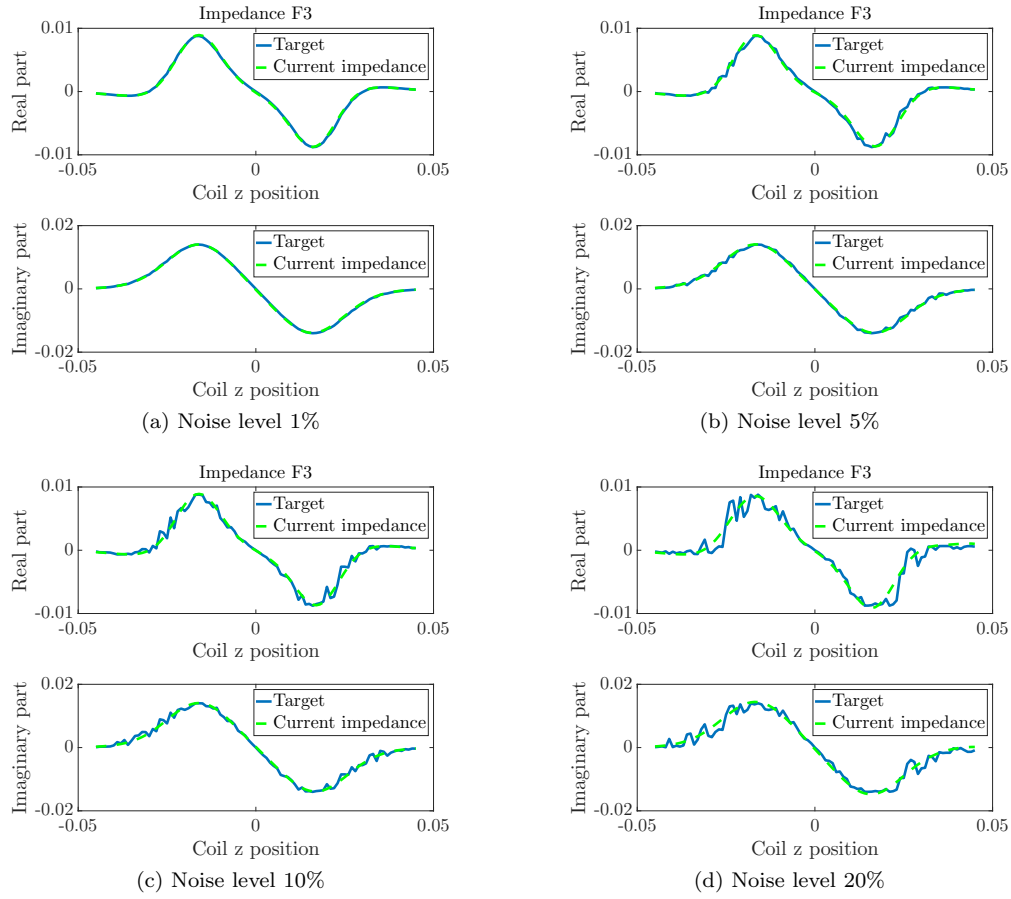 Impedance F3
0.01
0
-0.01
Real part
Target
Current impedance
-0.05
0
0.05
Coil z position
0.02
0
-0.02
Imaginary part
Target
Current impedance
-0.05
0
0.05
Coil z position
(a) Noise level 1%
Impedance F3
0.01
0
-0.01
Real part
Target
Current impedance
-0.05
0
0.05
Coil z position
0.02
0
-0.02
Imaginary part
Target
Current impedance
-0.05
0
0.05
Coil z position
(b) Noise level 5%
Impedance F3
0.01
0
-0.01
Real part
Target
Current impedance
-0.05
0
0.05
Coil z position
0.02
0
-0.02
Imaginary part
Target
Current impedance
-0.05
0
0.05
Coil z position
(c) Noise level 10%
Impedance F3
0.01
0
-0.01
Real part
Target
Current impedance
-0.05
0
0.05
Coil z position
0.02
0
-0.02
Imaginary part
Target
Current impedance
-0.05
0
0.05
Coil z position
(d) Noise level 20%